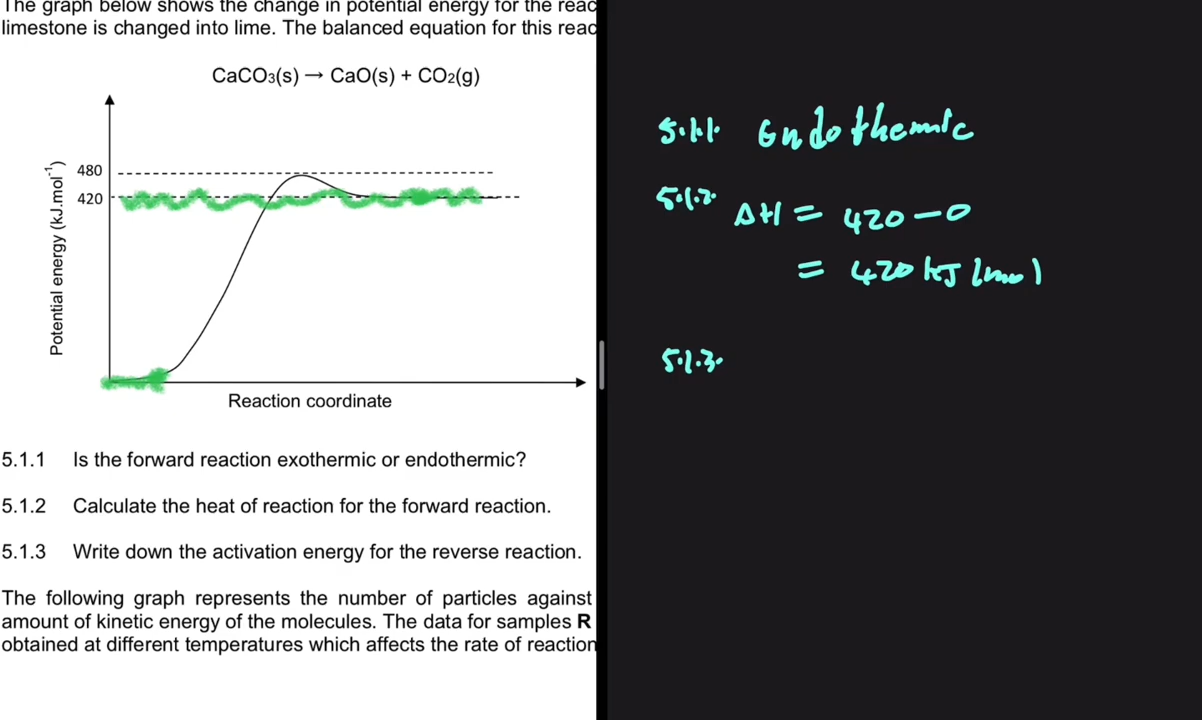 The graph below shows the change in potential energy for the reac
limestone is changed into lime. The balanced equation for this reac
CaCO3(s) → CaO(s) + CO2(g)
Potential energy (kJ.mol-1)
480
420
Reaction coordinate
5.1.1 Is the forward reaction exothermic or endothermic?
5.1.2 Calculate the heat of reaction for the forward reaction.
5.1.3 Write down the activation energy for the reverse reaction.
The following graph represents the number of particles against
amount of kinetic energy of the molecules. The data for samples R
obtained at different temperatures which affects the rate of reaction
5.1.1. Endothemic
5.1.2. ΔH = 420 - 0
= 420 kJ/mol
5.1.3.